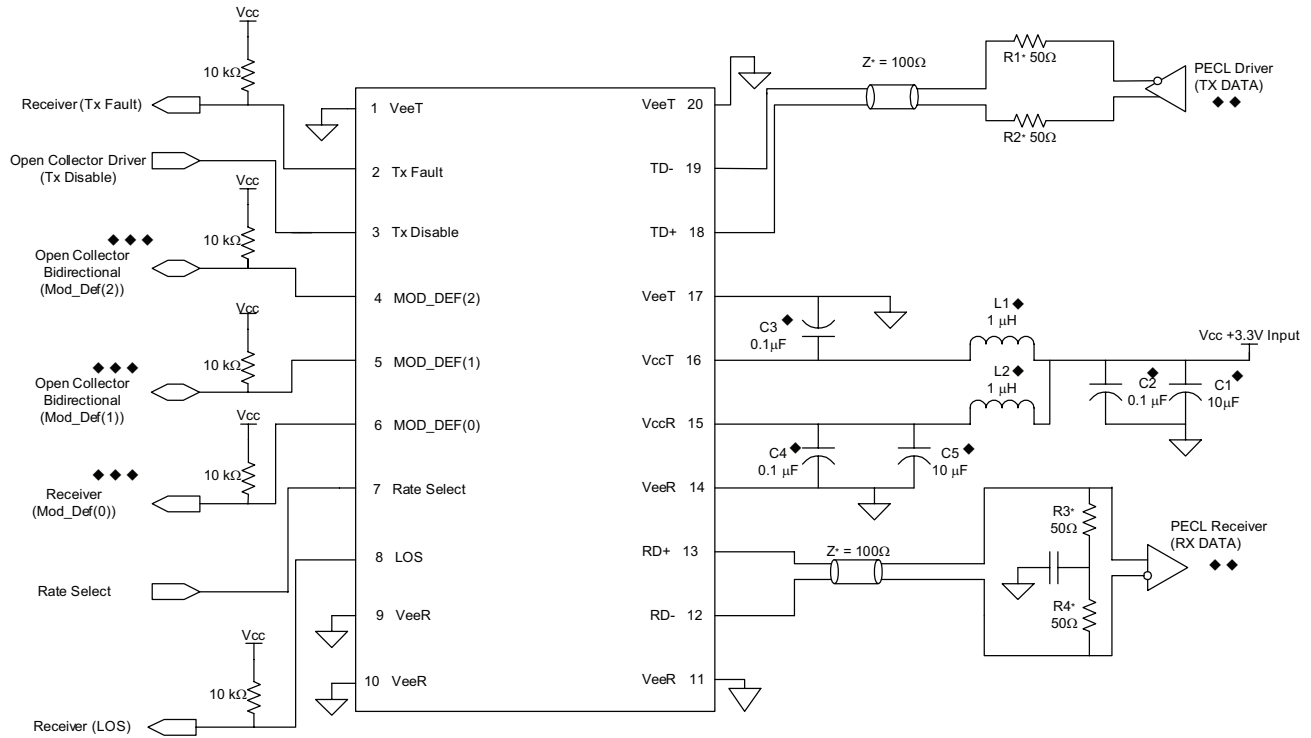 Vcc
10 kΩ
Receiver (Tx Fault)
Open Collector Driver
(Tx Disable)
Vcc
10 kΩ
◆ ◆ ◆
Open Collector
Bidirectional
(Mod_Def(2))
Vcc
10 kΩ
◆ ◆ ◆
Open Collector
Bidirectional
(Mod_Def(1))
Vcc
10 kΩ
◆ ◆ ◆
Receiver
(Mod_Def(0))
Rate Select
Vcc
10 kΩ
Receiver (LOS)
1 VeeT
2 Tx Fault
3 Tx Disable
4 MOD_DEF(2)
5 MOD_DEF(1)
6 MOD_DEF(0)
7 Rate Select
8 LOS
9 VeeR
10 VeeR
VeeT 20
TD- 19
TD+ 18
VeeT 17
VccT 16
VccR 15
VeeR 14
RD+ 13
RD- 12
VeeR 11
Z* = 100Ω
R1* 50Ω
R2* 50Ω
PECL Driver
(TX DATA)
◆ ◆
C3◆
0.1µF
L1◆
1 µH
L2◆
1 µH
Vcc +3.3V Input
C2◆
0.1 µF
C1◆
10µF
C4◆
0.1 µF
C5◆
10 µF
Z* = 100Ω
R3*
50Ω
R4*
50Ω
PECL Receiver
(RX DATA)
◆ ◆